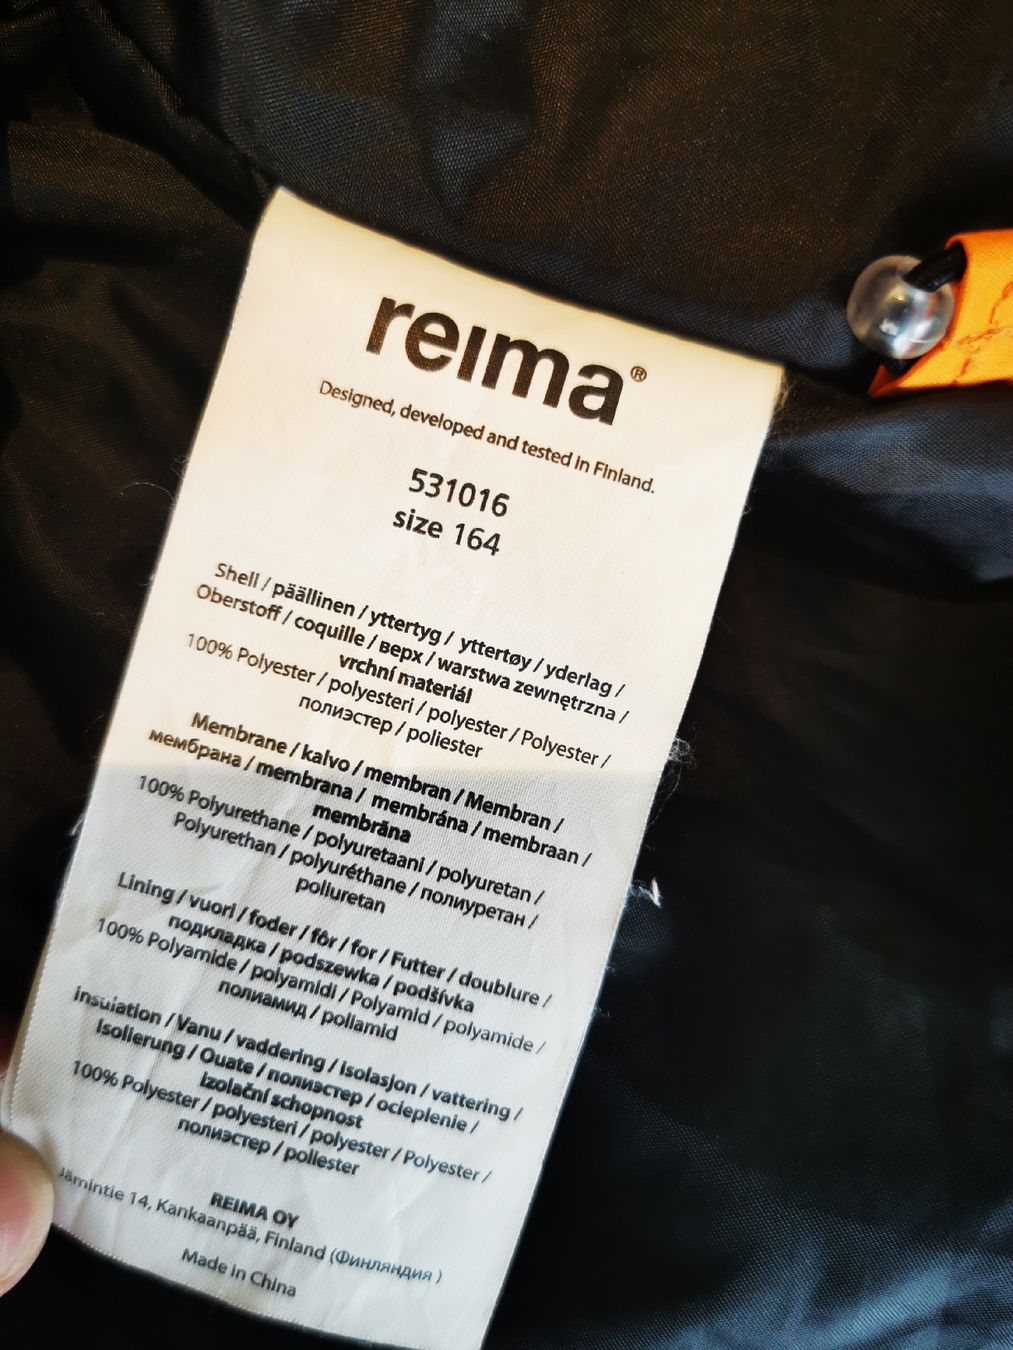 reima®
Designed, developed and tested in Finland.
531016
size 164
Shell / päällinen / yttertyg / yttertøy / yderlag /
Oberstoff / coquille / верх / warstwa zewnętrzna /
vrchní materiál
100% Polyester / polyesteri / polyester / Polyester /
полиэстер / poliester
Membrane / kalvo / membran / Membran /
мембрана / membrana / membrána / membraan /
membrāna
100% Polyurethane / polyuretaani / polyuretan /
Polyurethan / polyuréthane / полиуретан /
poliuretan
Lining / vuori / foder / fôr / for / Futter / doublure /
подкладка / podszewka / podšívka
100% Polyamide / polyamidi / Polyamid / polyamide /
полиамид / poliamid
Insulation / Vanu / vaddering / isolasjon / vattering /
Isolierung / Ouate / полиэстер / ocieplenie /
Izolační schopnost
100% Polyester / polyesteri / polyester / Polyester /
полиэстер / poliester
REIMA OY
Jämintie 14, Kankaanpää, Finland (Финляндия )
Made in China